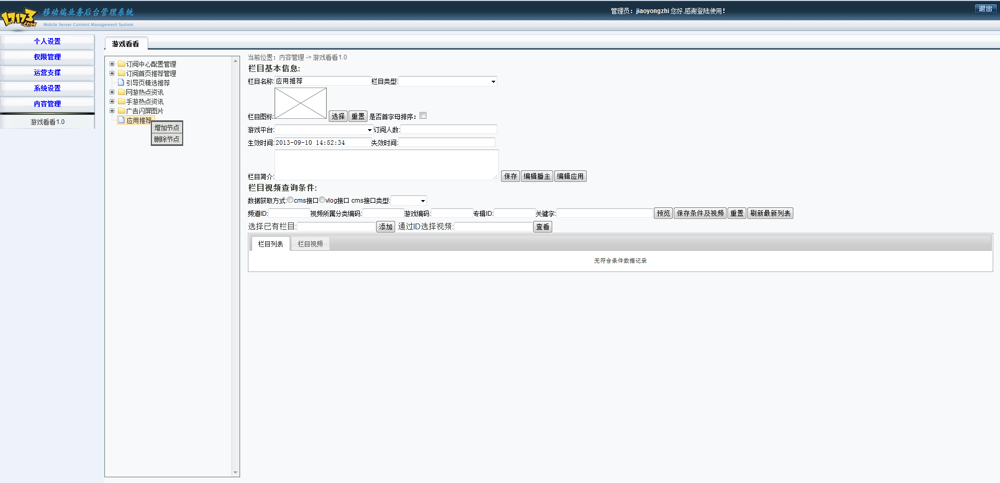 17173.COM
移动端业务后台管理系统
Mobile Server Content Management System
管理员：jiaoyongzhi 您好,感谢登陆使用！
退出
个人设置
权限管理
运营支撑
系统设置
内容管理
游戏看看1.0
游戏看看
订阅中心配置管理
订阅首页推荐管理
引导页精选推荐
网游热点资讯
手游热点资讯
广告闪屏图片
应用推荐
增加节点
删除节点
当前位置：内容管理 -> 游戏看看1.0
栏目基本信息:
栏目名称:应用推荐 栏目类型:
栏目图标: 选择 重置 是否首字母排序：
游戏平台: 订阅人数:
生效时间:2013-09-10 14:52:34 失效时间:
栏目简介: 保存 编辑播主 编辑应用
栏目视频查询条件:
数据获取方式:cms接口 vlog接口 cms接口类型:
频道ID: 视频所属分类编码: 游戏编码: 专辑ID: 关键字: 预览 保存条件及视频 重置 刷新最新列表
选择已有栏目: 添加 通过ID选择视频: 查看
栏目列表 栏目视频
无符合条件数据记录